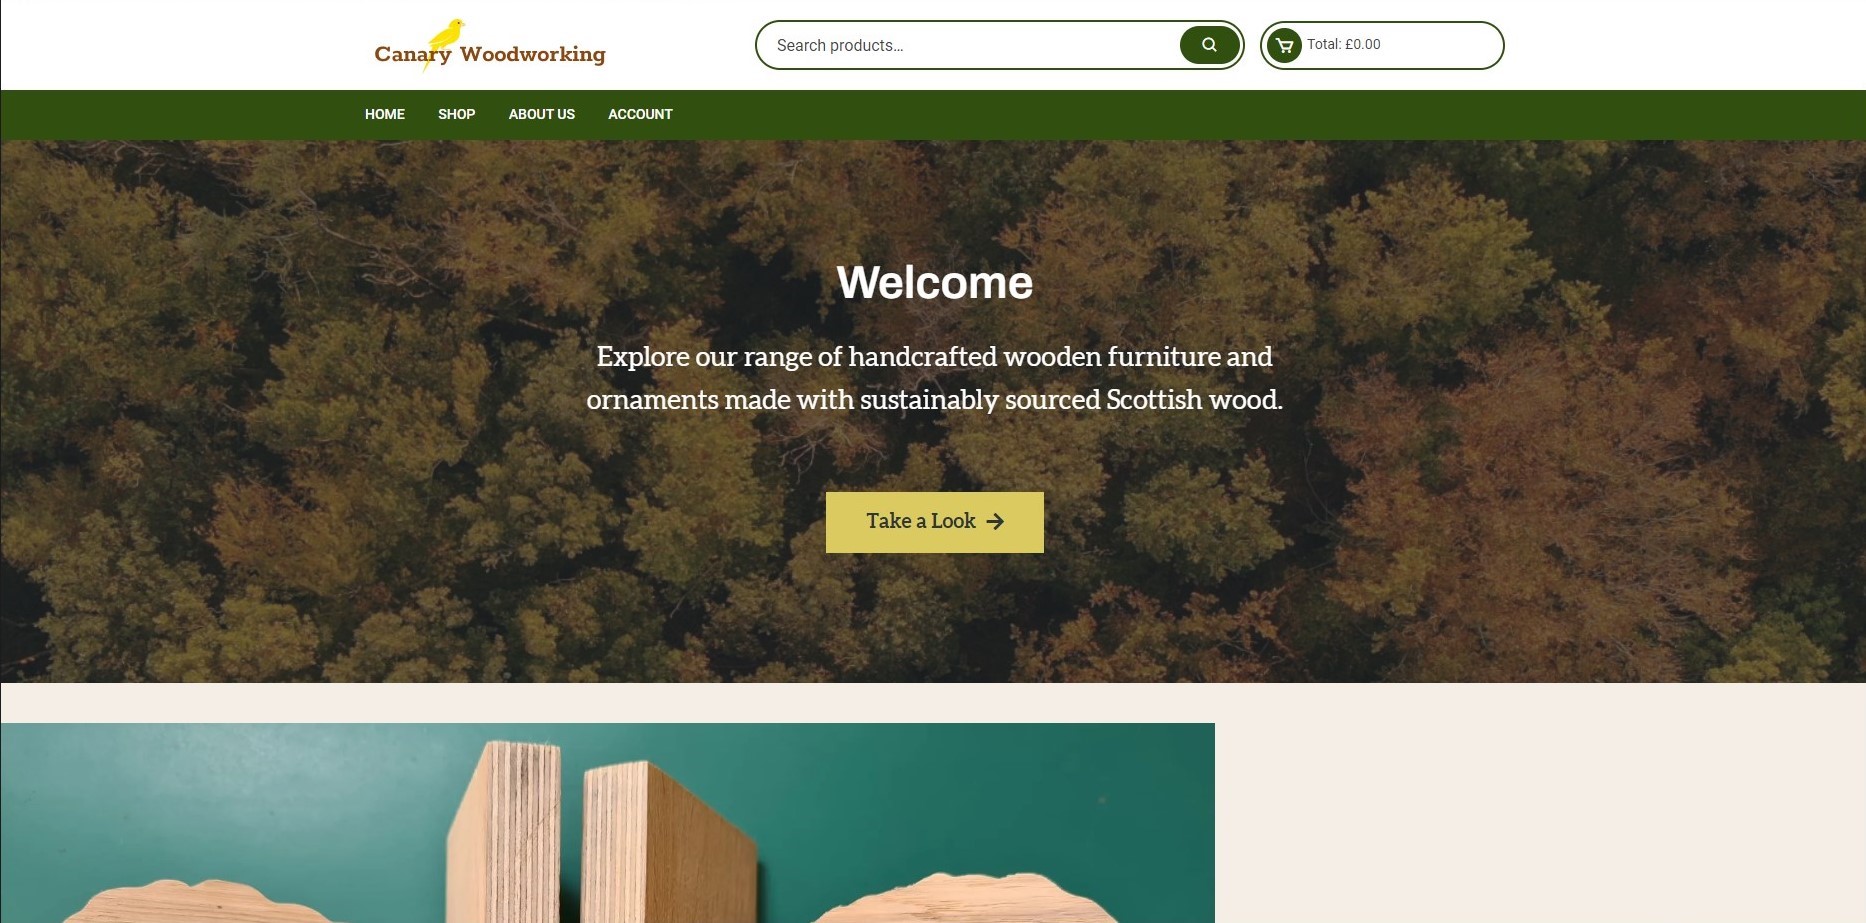 Canary Woodworking
Search products…
Total: £0.00
HOME SHOP ABOUT US ACCOUNT
Welcome
Explore our range of handcrafted wooden furniture and
ornaments made with sustainably sourced Scottish wood.
Take a Look